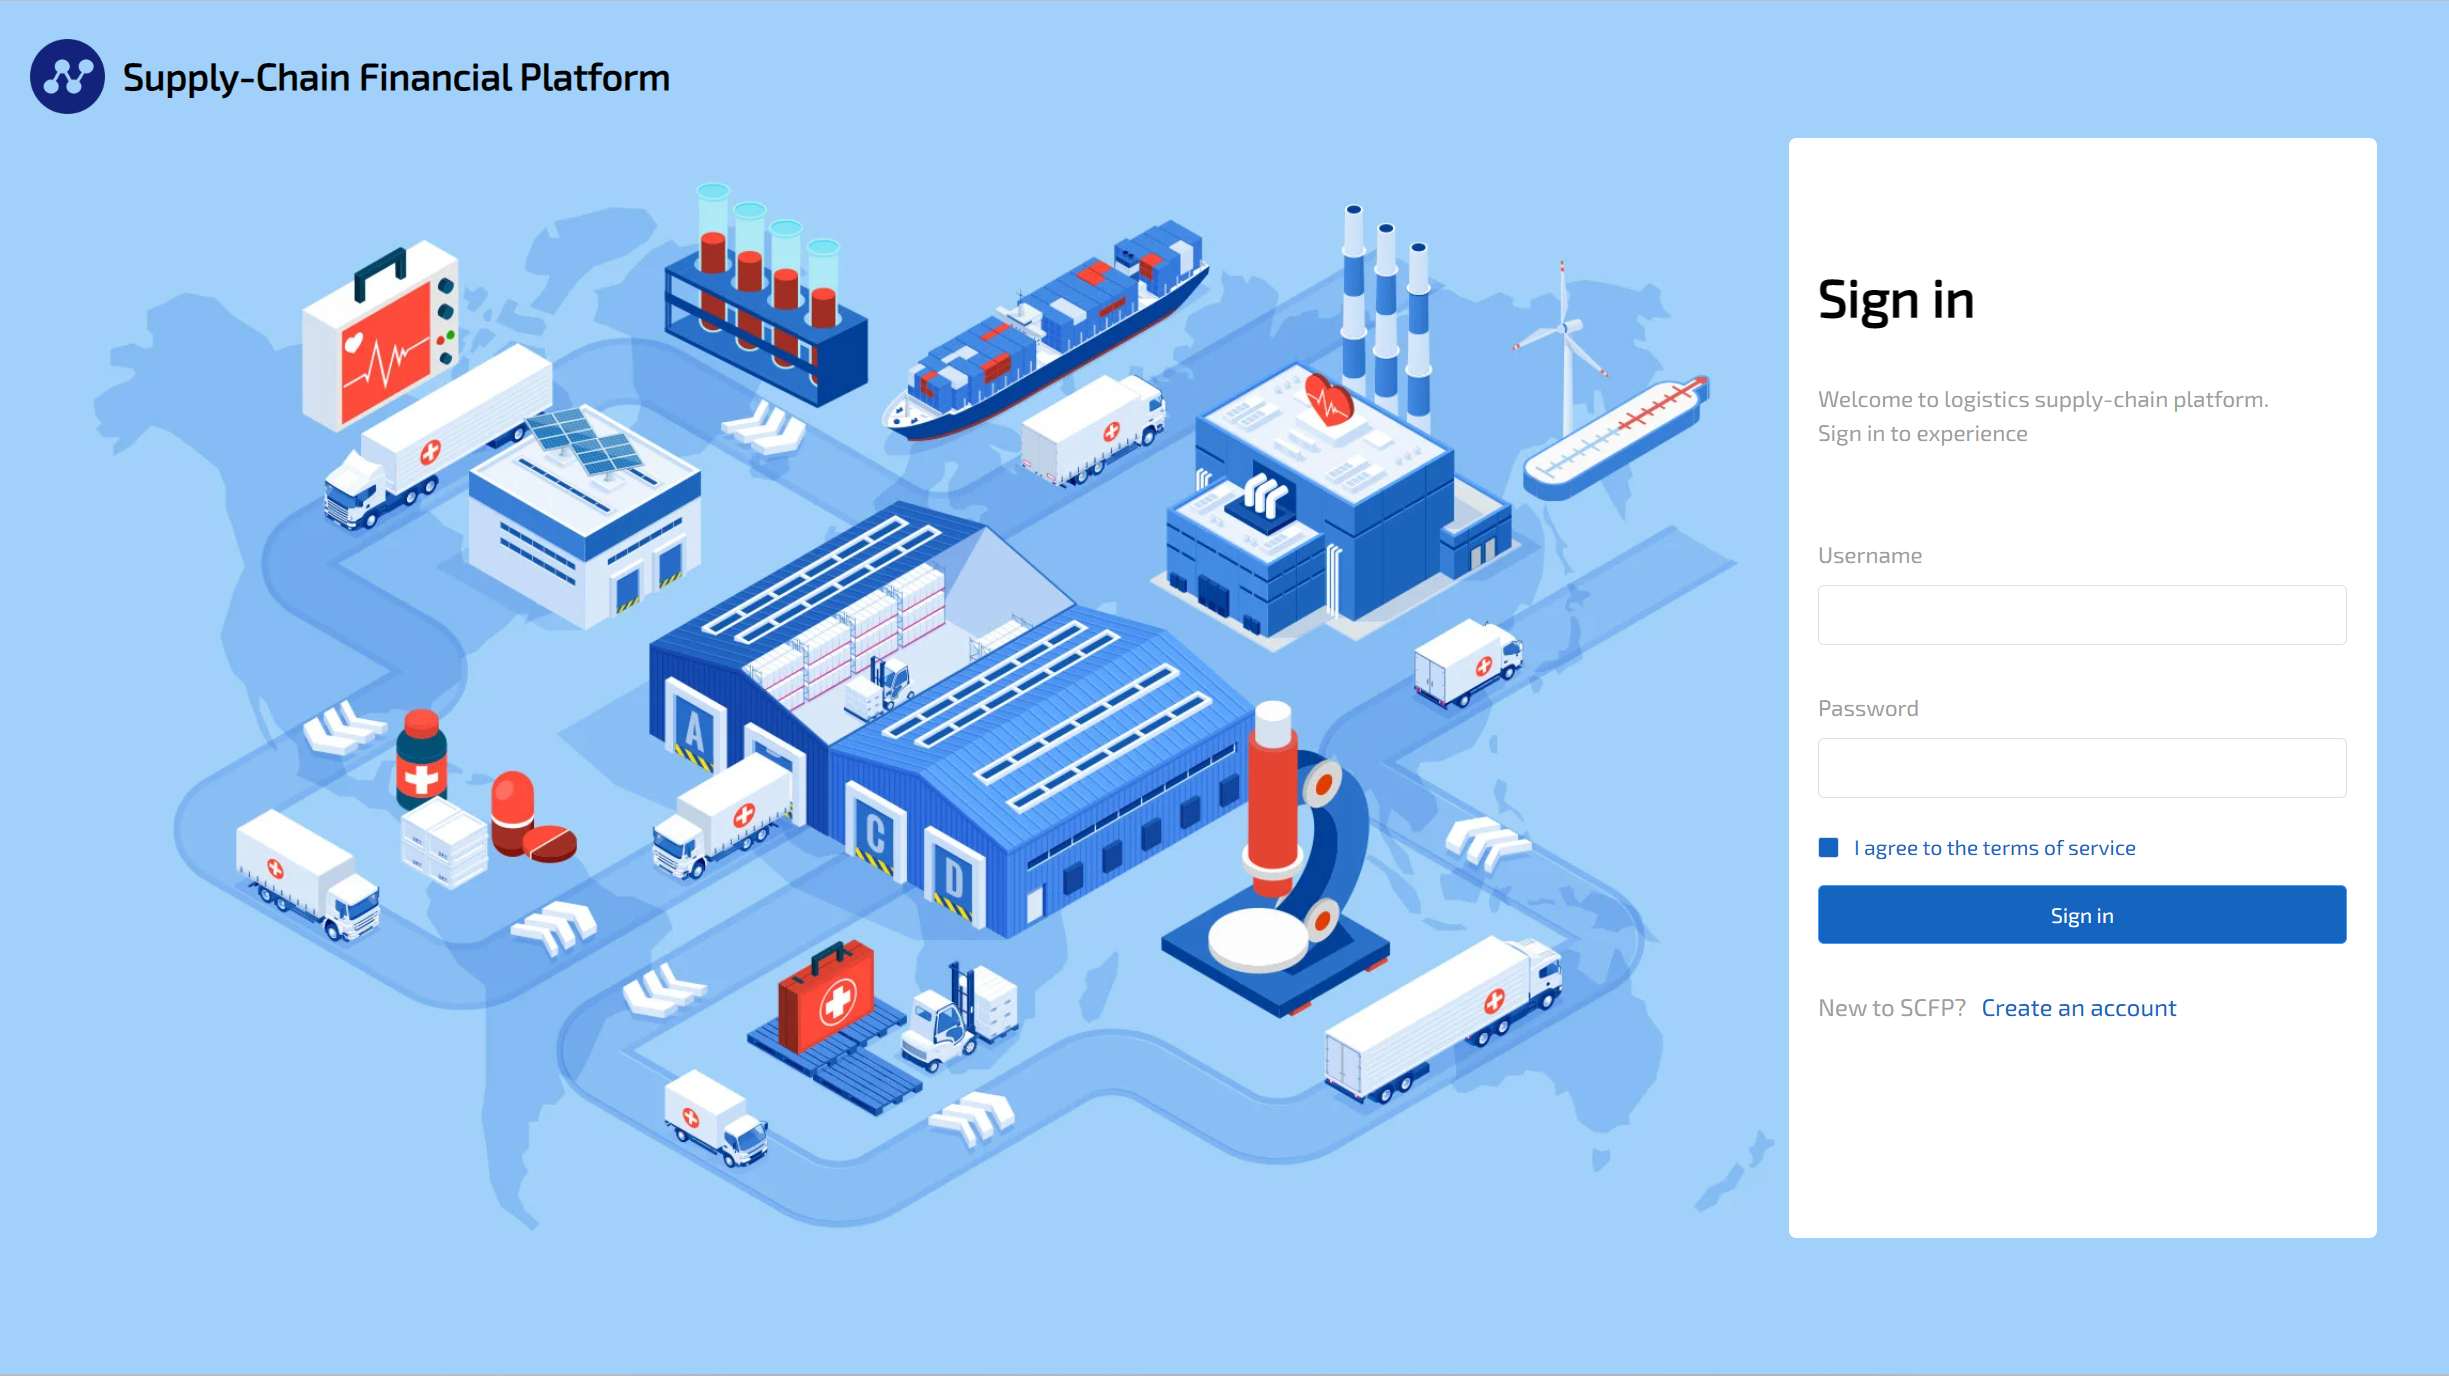 Supply-Chain Financial Platform
Sign in
Welcome to logistics supply-chain platform.
Sign in to experience
Username
Password
I agree to the terms of service
Sign in
New to SCFP? Create an account
A
C
D